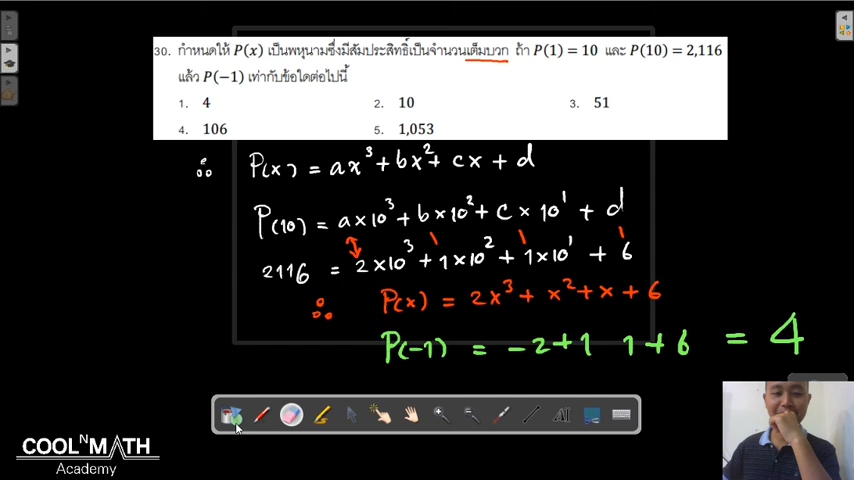 30. กำหนดให้ P(x) เป็นพหุนามซึ่งมีสัมประสิทธิ์เป็นจำนวนเต็มบวก ถ้า P(1) = 10 และ P(10) = 2,116
แล้ว P(−1) เท่ากับข้อใดต่อไปนี้
1. 4 2. 10 3. 51
4. 106 5. 1,053
∴ P(x) = ax³ + bx² + cx + d
P(10) = a×10³ + b×10² + c×10¹ + d
2116 = 2×10³ + 1×10² + 1×10¹ + 6
∴ P(x) = 2x³ + x² + x + 6
P(-1) = -2+1 1+6 = 4
COOL N MATH
Academy